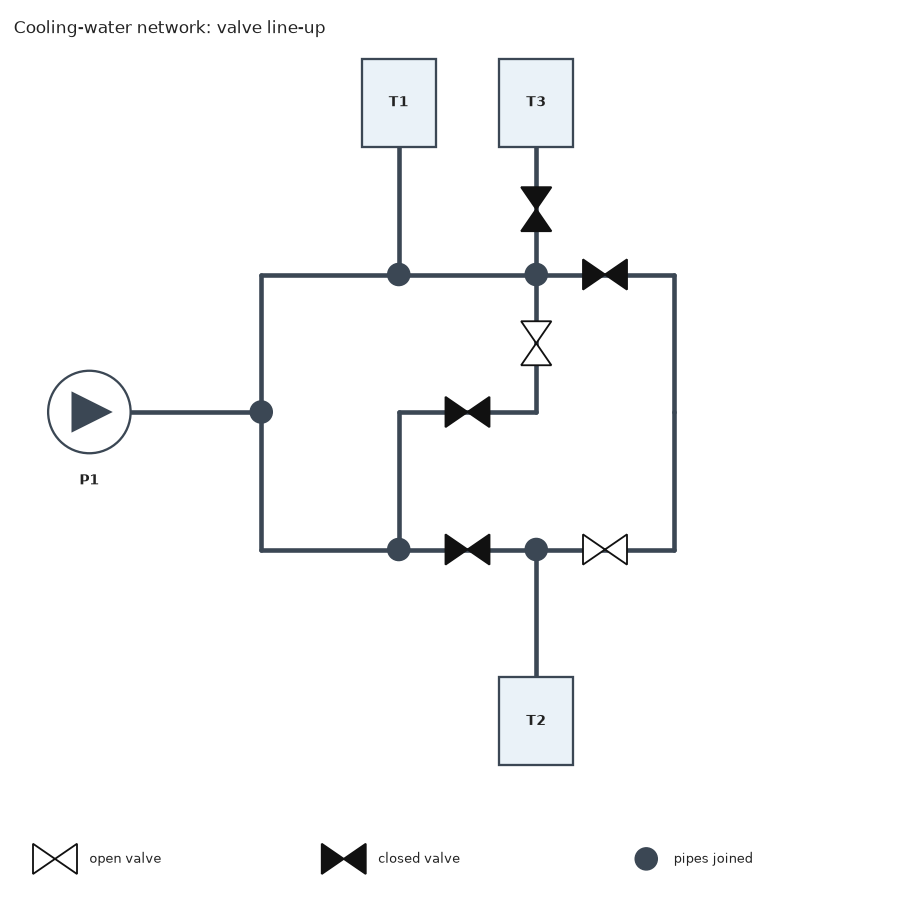 Cooling-water network: valve line-up
T1
T3
P1
T2
open valve
closed valve
pipes joined